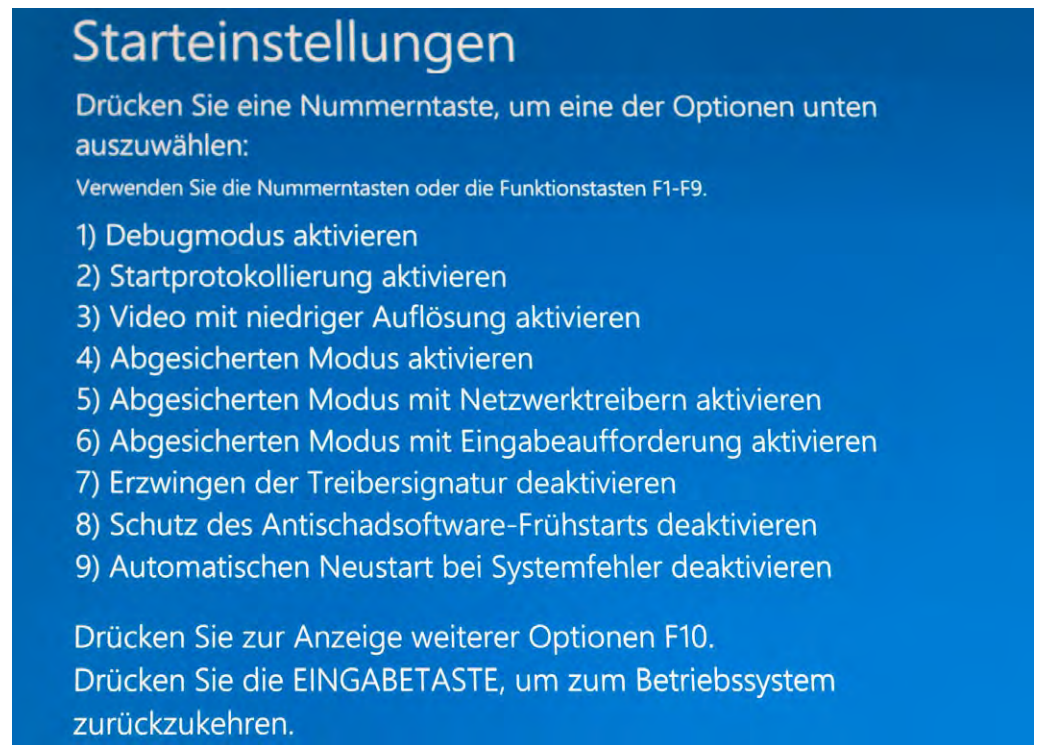 Starteinstellungen
Drücken Sie eine Nummerntaste, um eine der Optionen unten
auszuwählen:
Verwenden Sie die Nummerntasten oder die Funktionstasten F1-F9.
1) Debugmodus aktivieren
2) Startprotokollierung aktivieren
3) Video mit niedriger Auflösung aktivieren
4) Abgesicherten Modus aktivieren
5) Abgesicherten Modus mit Netzwerktreibern aktivieren
6) Abgesicherten Modus mit Eingabeaufforderung aktivieren
7) Erzwingen der Treibersignatur deaktivieren
8) Schutz des Antischadsoftware-Frühstarts deaktivieren
9) Automatischen Neustart bei Systemfehler deaktivieren
Drücken Sie zur Anzeige weiterer Optionen F10.
Drücken Sie die EINGABETASTE, um zum Betriebssystem
zurückzukehren.